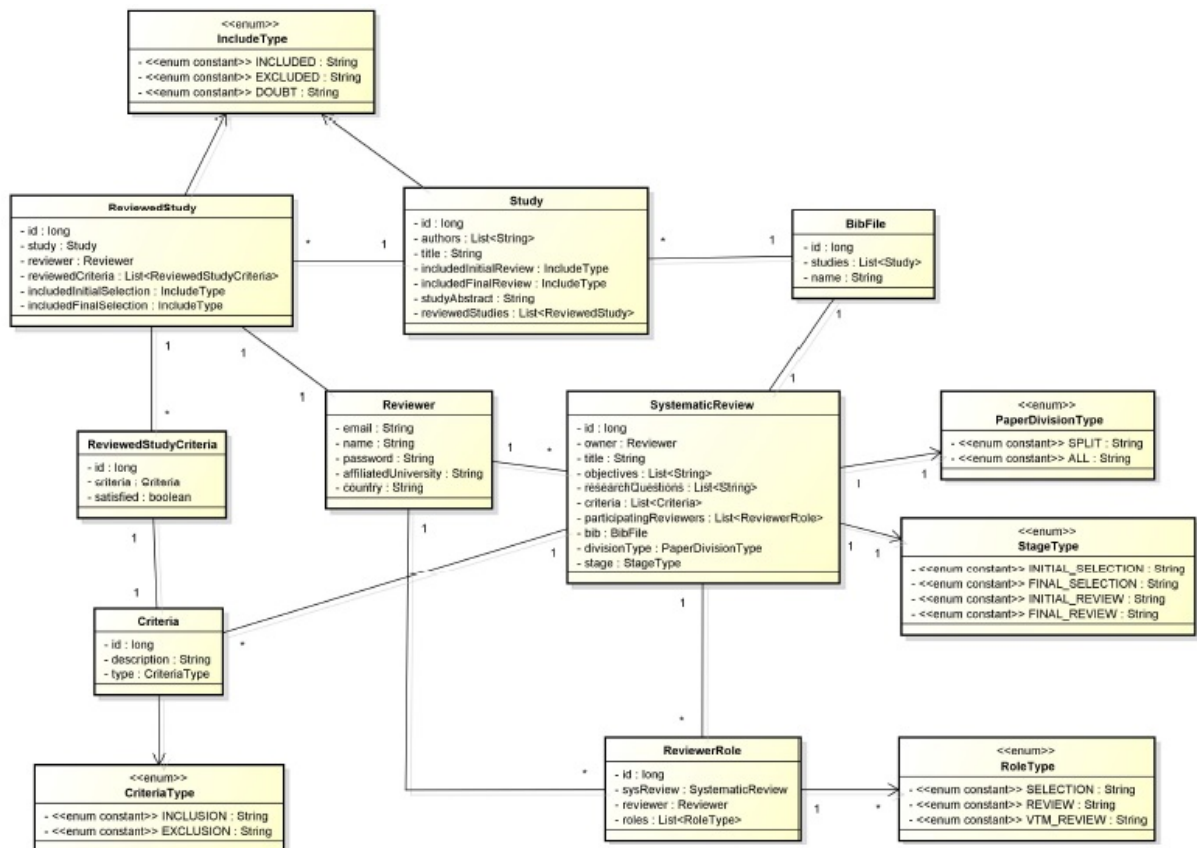 <<enum>>
IncludeType
- <<enum constant>> INCLUDED : String
- <<enum constant>> EXCLUDED : String
- <<enum constant>> DOUBT : String
*
*
ReviewedStudy
- id : long
- study : Study
- reviewer : Reviewer
- reviewedCriteria : List<ReviewedStudyCriteria>
- includedInitialSelection : IncludeType
- includedFinalSelection : IncludeType
*
1
Study
- id : long
- authors : List<String>
- title : String
- includedInitialReview : IncludeType
- includedFinalReview : IncludeType
- studyAbstract : String
- reviewedStudies : List<ReviewedStudy>
*
1
BibFile
- id : long
- studies : List<Study>
- name : String
1
1
1
*
1
1
Reviewer
- email : String
- name : String
- password : String
- affiliatedUniversity : String
- country : String
1
*
SystematicReview
- id : long
- owner : Reviewer
- title : String
- objectives : List<String>
- researchQuestions : List<String>
- criteria : List<Criteria>
- participatingReviewers : List<ReviewerRole>
- bib : BibFile
- divisionType : PaperDivisionType
- stage : StageType
1
1
<<enum>>
PaperDivisionType
- <<enum constant>> SPLIT : String
- <<enum constant>> ALL : String
1
1
<<enum>>
StageType
- <<enum constant>> INITIAL_SELECTION : String
- <<enum constant>> FINAL_SELECTION : String
- <<enum constant>> INITIAL_REVIEW : String
- <<enum constant>> FINAL_REVIEW : String
ReviewedStudyCriteria
- id : long
- criteria : Criteria
- satisfied : boolean
1
1
1
1
1
Criteria
- id : long
- description : String
- type : CriteriaType
*
<<enum>>
CriteriaType
- <<enum constant>> INCLUSION : String
- <<enum constant>> EXCLUSION : String
*
*
ReviewerRole
- id : long
- sysReview : SystematicReview
- reviewer : Reviewer
- roles : List<RoleType>
1
*
<<enum>>
RoleType
- <<enum constant>> SELECTION : String
- <<enum constant>> REVIEW : String
- <<enum constant>> VTM_REVIEW : String